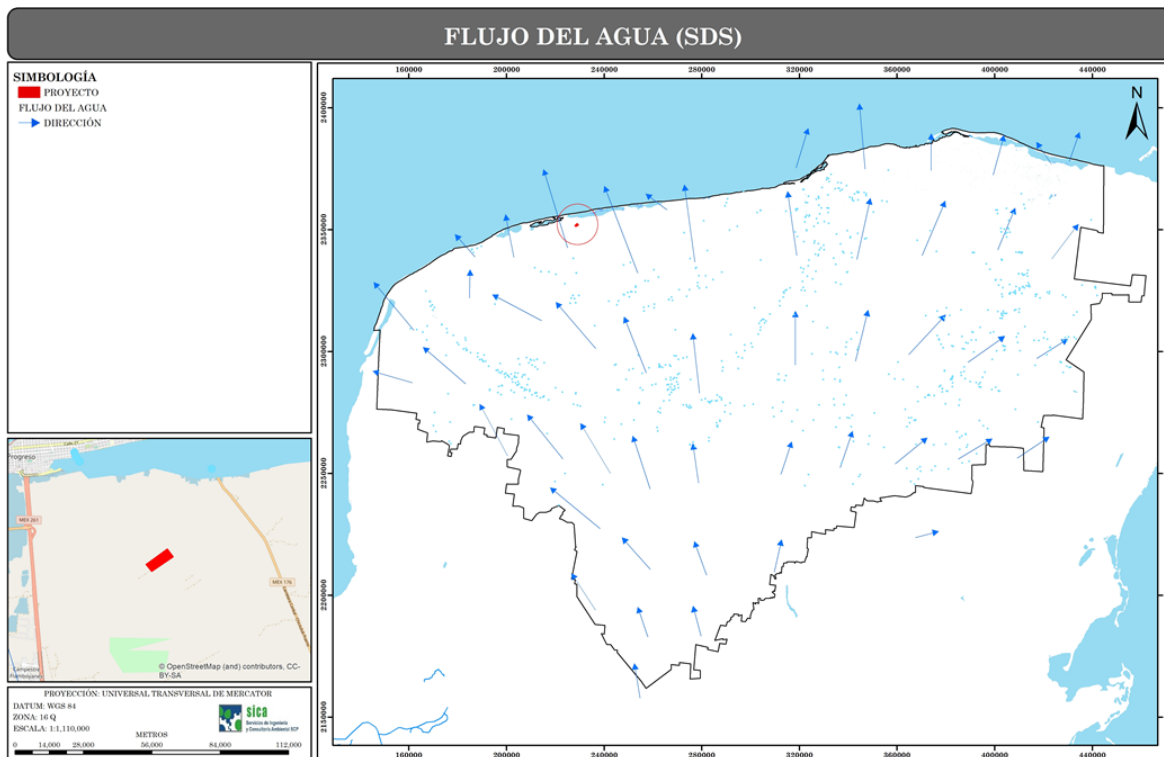 FLUJO DEL AGUA (SDS)
SIMBOLOGÍA
PROYECTO
FLUJO DEL AGUA
DIRECCIÓN
160000 200000 240000 280000 320000 360000 400000 440000
N
2400000
2350000
2300000
2250000
2200000
2150000
160000 200000 240000 280000 320000 360000 400000 440000
Progreso
MEX 261
MEX 176
Campestre
© OpenStreetMap (and) contributors, CC-
BY-SA
PROYECCIÓN: UNIVERSAL TRANSVERSAL DE MERCATOR
DATUM: WGS 84
ZONA: 16 Q
ESCALA: 1:1,110,000
sica
Servicios de Ingeniería
y Consultoría Ambiental SCP
METROS
0 14,000 28,000 56,000 84,000 112,000